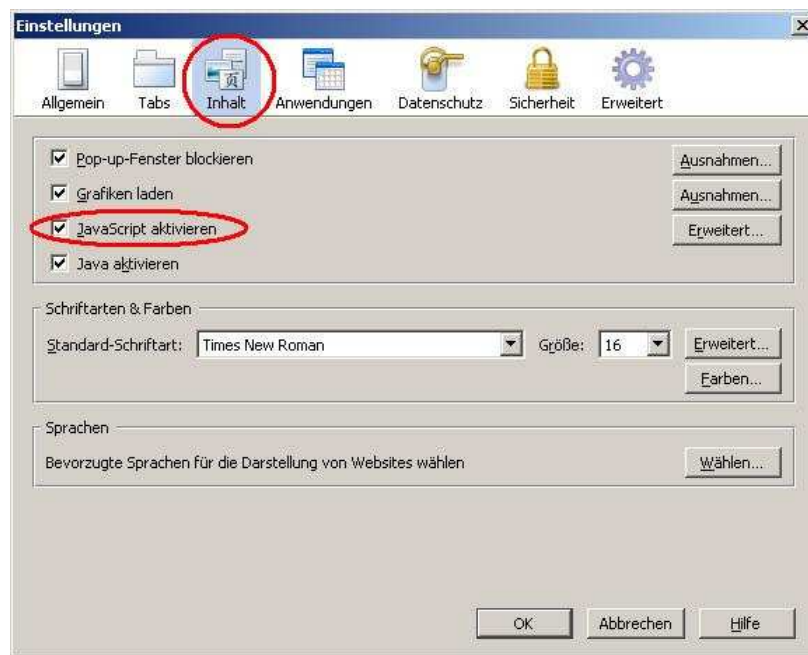 Einstellungen
Allgemein Tabs Inhalt Anwendungen Datenschutz Sicherheit Erweitert
Pop-up-Fenster blockieren Ausnahmen...
Grafiken laden Ausnahmen...
JavaScript aktivieren Erweitert...
Java aktivieren
Schriftarten & Farben
Standard-Schriftart: Times New Roman Größe: 16 Erweitert...
Farben...
Sprachen
Bevorzugte Sprachen für die Darstellung von Websites wählen Wählen...
OK Abbrechen Hilfe